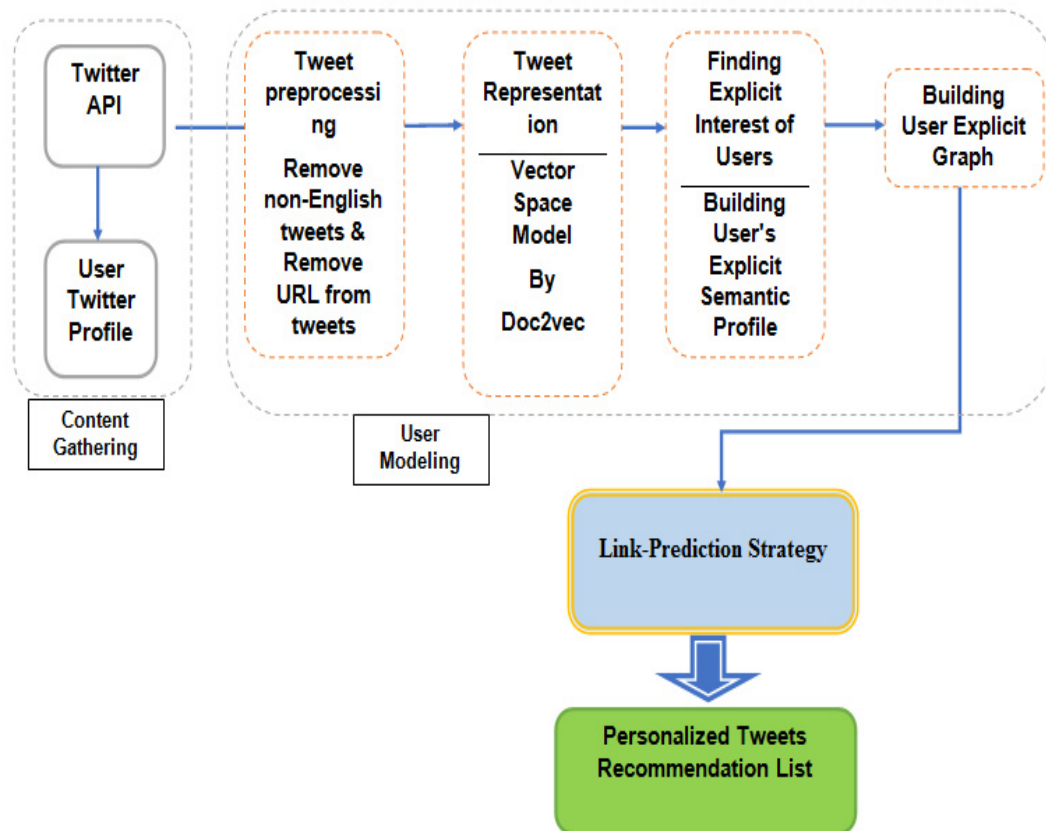 Twitter
API
User
Twitter
Profile
Content
Gathering
Tweet
preprocessi
ng
Remove
non-English
tweets &
Remove
URL from
tweets
Tweet
Representat
ion
Vector
Space
Model
By
Doc2vec
Finding
Explicit
Interest of
Users
Building
User's
Explicit
Semantic
Profile
Building
User Explicit
Graph
User
Modeling
Link-Prediction Strategy
Personalized Tweets
Recommendation List